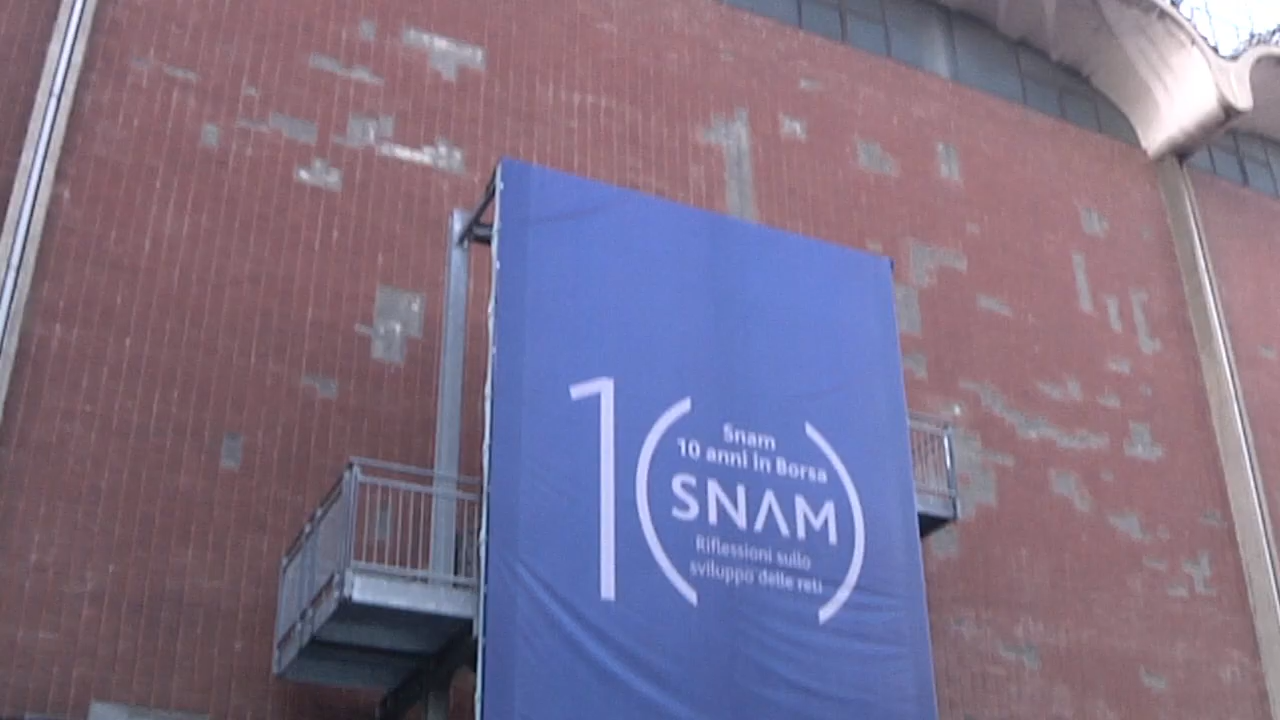 10
Snam
10 anni in Borsa
SNAM
Riflessioni sullo
sviluppo delle reti